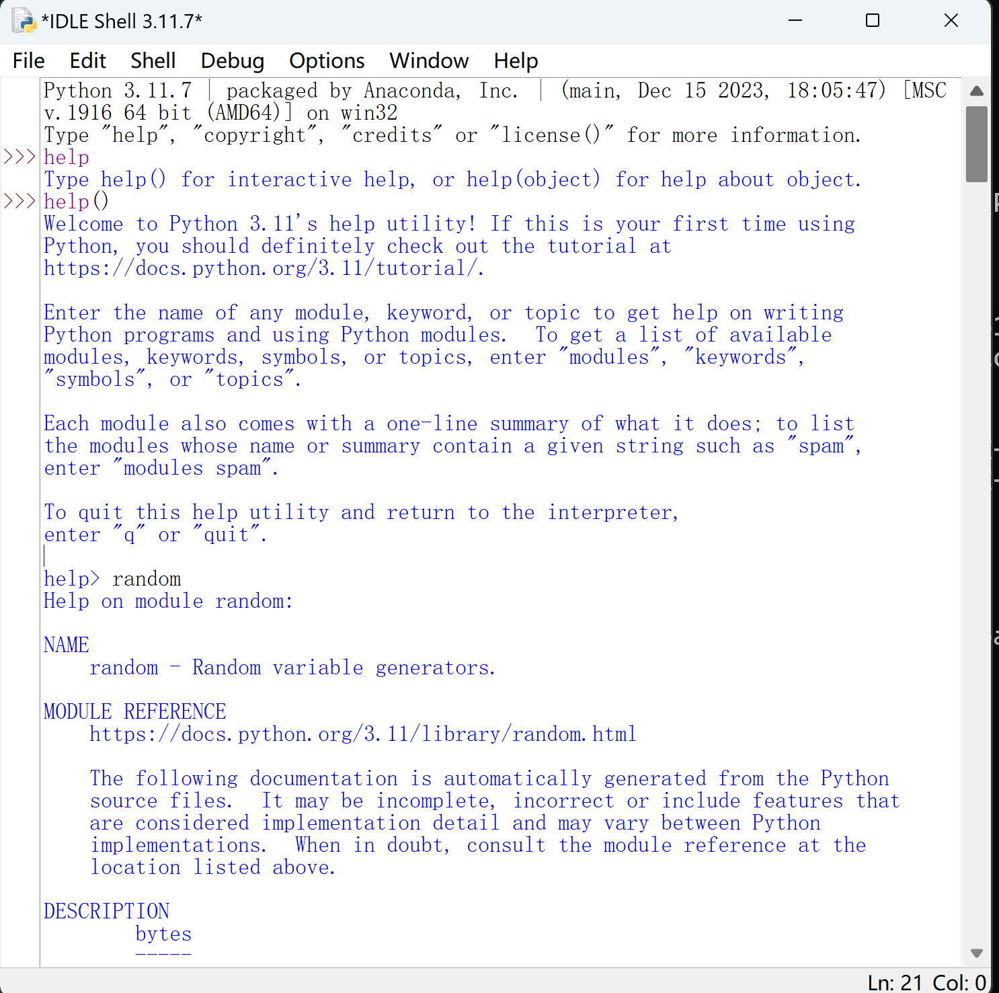 *IDLE Shell 3.11.7*
File Edit Shell Debug Options Window Help
Python 3.11.7 | packaged by Anaconda, Inc. | (main, Dec 15 2023, 18:05:47) [MSC
v.1916 64 bit (AMD64)] on win32
Type "help", "copyright", "credits" or "license()" for more information.
>>> help
Type help() for interactive help, or help(object) for help about object.
>>> help()
Welcome to Python 3.11's help utility! If this is your first time using
Python, you should definitely check out the tutorial at
https://docs.python.org/3.11/tutorial/.

Enter the name of any module, keyword, or topic to get help on writing
Python programs and using Python modules.  To get a list of available
modules, keywords, symbols, or topics, enter "modules", "keywords",
"symbols", or "topics".

Each module also comes with a one-line summary of what it does; to list
the modules whose name or summary contain a given string such as "spam",
enter "modules spam".

To quit this help utility and return to the interpreter,
enter "q" or "quit".

help> random
Help on module random:

NAME
    random - Random variable generators.

MODULE REFERENCE
    https://docs.python.org/3.11/library/random.html

    The following documentation is automatically generated from the Python
    source files.  It may be incomplete, incorrect or include features that
    are considered implementation detail and may vary between Python
    implementations.  When in doubt, consult the module reference at the
    location listed above.

DESCRIPTION
        bytes
        -----
Ln: 21 Col: 0